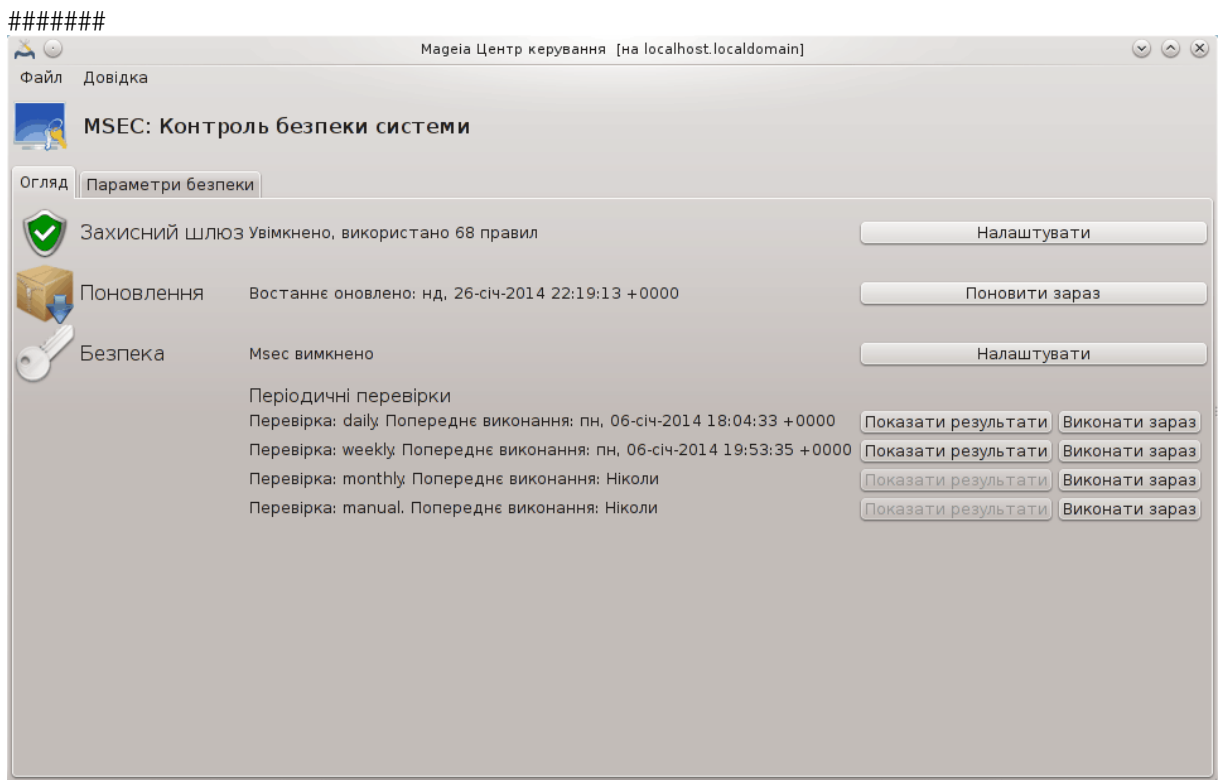 #######
Mageia Центр керування [на localhost.localdomain]
Файл Довідка
MSEC: Контроль безпеки системи
Огляд Параметри безпеки
Захисний шлюз Увімкнено, використано 68 правил Налаштувати
Поновлення Востаннє оновлено: нд, 26-січ-2014 22:19:13 +0000 Поновити зараз
Безпека Msec вимкнено Налаштувати
Періодичні перевірки
Перевірка: daily. Попереднє виконання: пн, 06-січ-2014 18:04:33 +0000 Показати результати Виконати зараз
Перевірка: weekly. Попереднє виконання: пн, 06-січ-2014 19:53:35 +0000 Показати результати Виконати зараз
Перевірка: monthly. Попереднє виконання: Ніколи Показати результати Виконати зараз
Перевірка: manual. Попереднє виконання: Ніколи Показати результати Виконати зараз